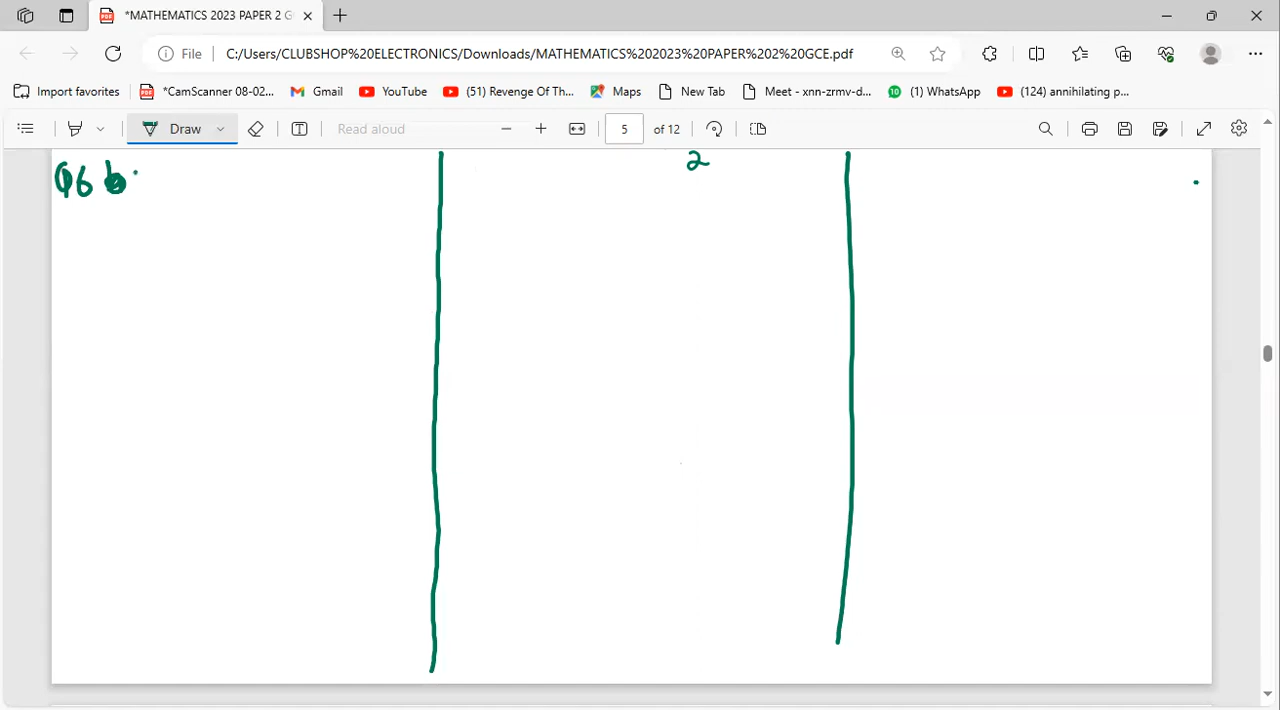 *MATHEMATICS 2023 PAPER 2 G
File C:/Users/CLUBSHOP%20ELECTRONICS/Downloads/MATHEMATICS%202023%20PAPER%202%20GCE.pdf
Import favorites *CamScanner 08-02... Gmail YouTube (51) Revenge Of Th... Maps New Tab Meet - xnn-zrmv-d... 10 (1) WhatsApp (124) annihilating p...
Draw Read aloud 5 of 12
2
Q6 b